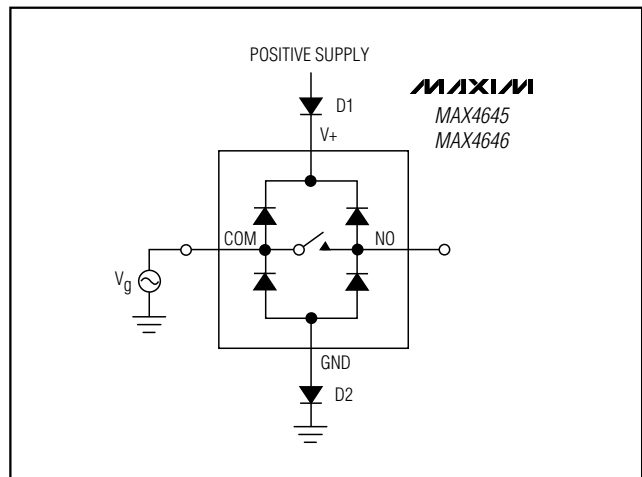 POSITIVE SUPPLY
MAXIM
D1
MAX4645
V+
MAX4646
COM
NO
Vg
GND
D2